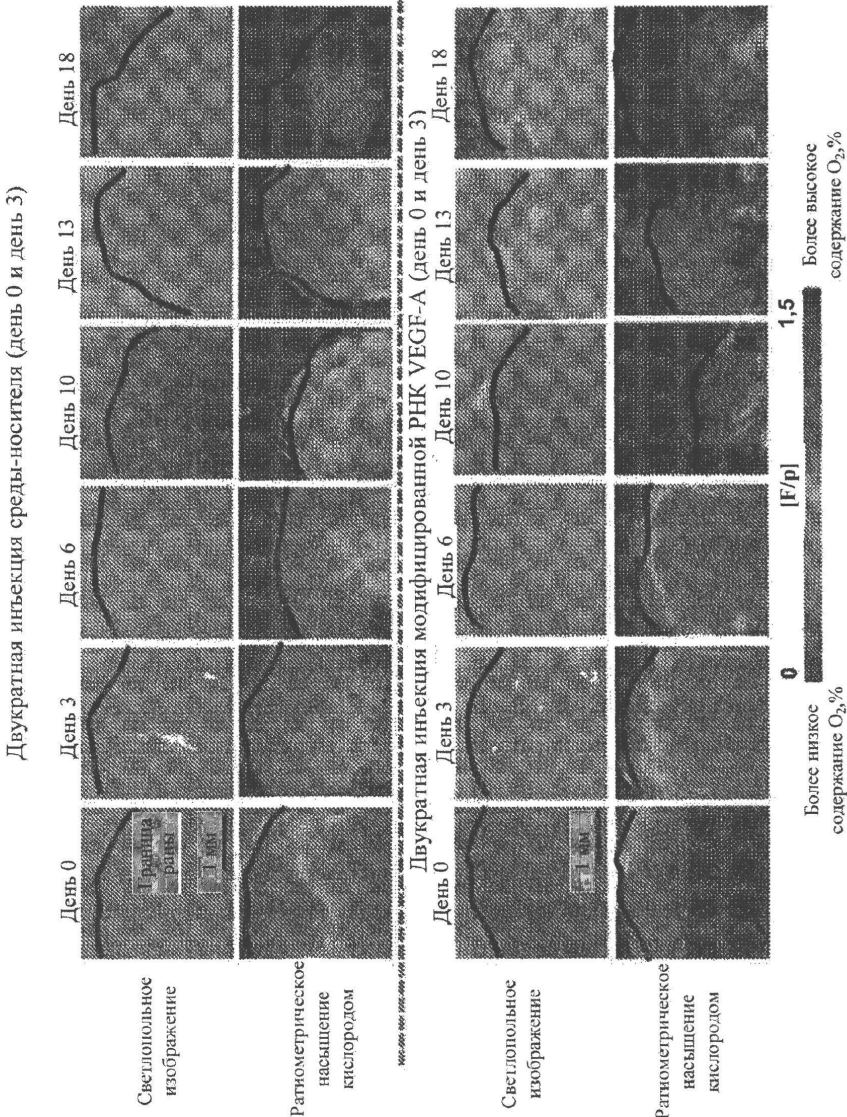 Двукратная инъекция среды-носителя (день 0 и день 3)
День 0 День 3 День 6 День 10 День 13 День 18
Светлопольное
изображение
Граница
раны
1 мм
Ратиометрическое
насыщение
кислородом
Двукратная инъекция модифицированной РНК VEGF-A (день 0 и день 3)
День 0 День 3 День 6 День 10 День 13 День 18
Светлопольное
изображение
1 мм
Ратиометрическое
насыщение
кислородом
0 [F/p] 1,5
Более низкое
содержание O₂,%
Более высокое
содержание O₂,%